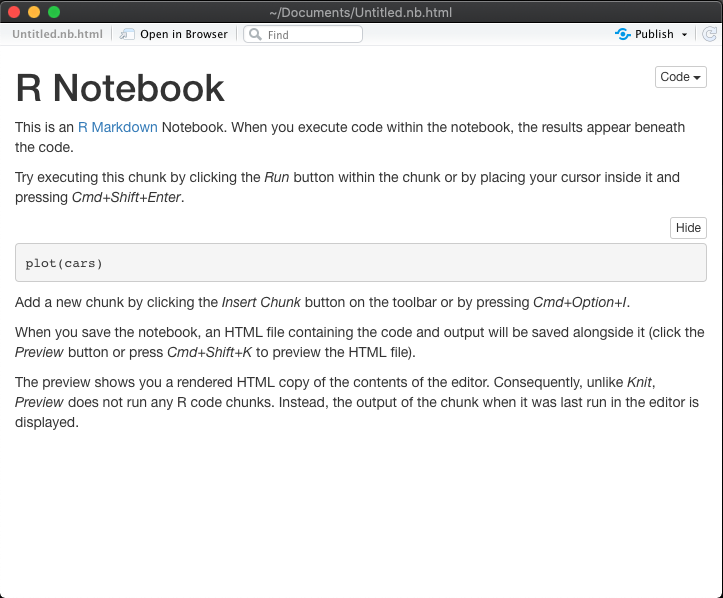 ~/Documents/Untitled.nb.html
Untitled.nb.html Open in Browser Find Publish
R Notebook
Code
This is an R Markdown Notebook. When you execute code within the notebook, the results appear beneath
the code.
Try executing this chunk by clicking the Run button within the chunk or by placing your cursor inside it and
pressing Cmd+Shift+Enter.
Hide
plot(cars)
Add a new chunk by clicking the Insert Chunk button on the toolbar or by pressing Cmd+Option+I.
When you save the notebook, an HTML file containing the code and output will be saved alongside it (click the
Preview button or press Cmd+Shift+K to preview the HTML file).
The preview shows you a rendered HTML copy of the contents of the editor. Consequently, unlike Knit,
Preview does not run any R code chunks. Instead, the output of the chunk when it was last run in the editor is
displayed.